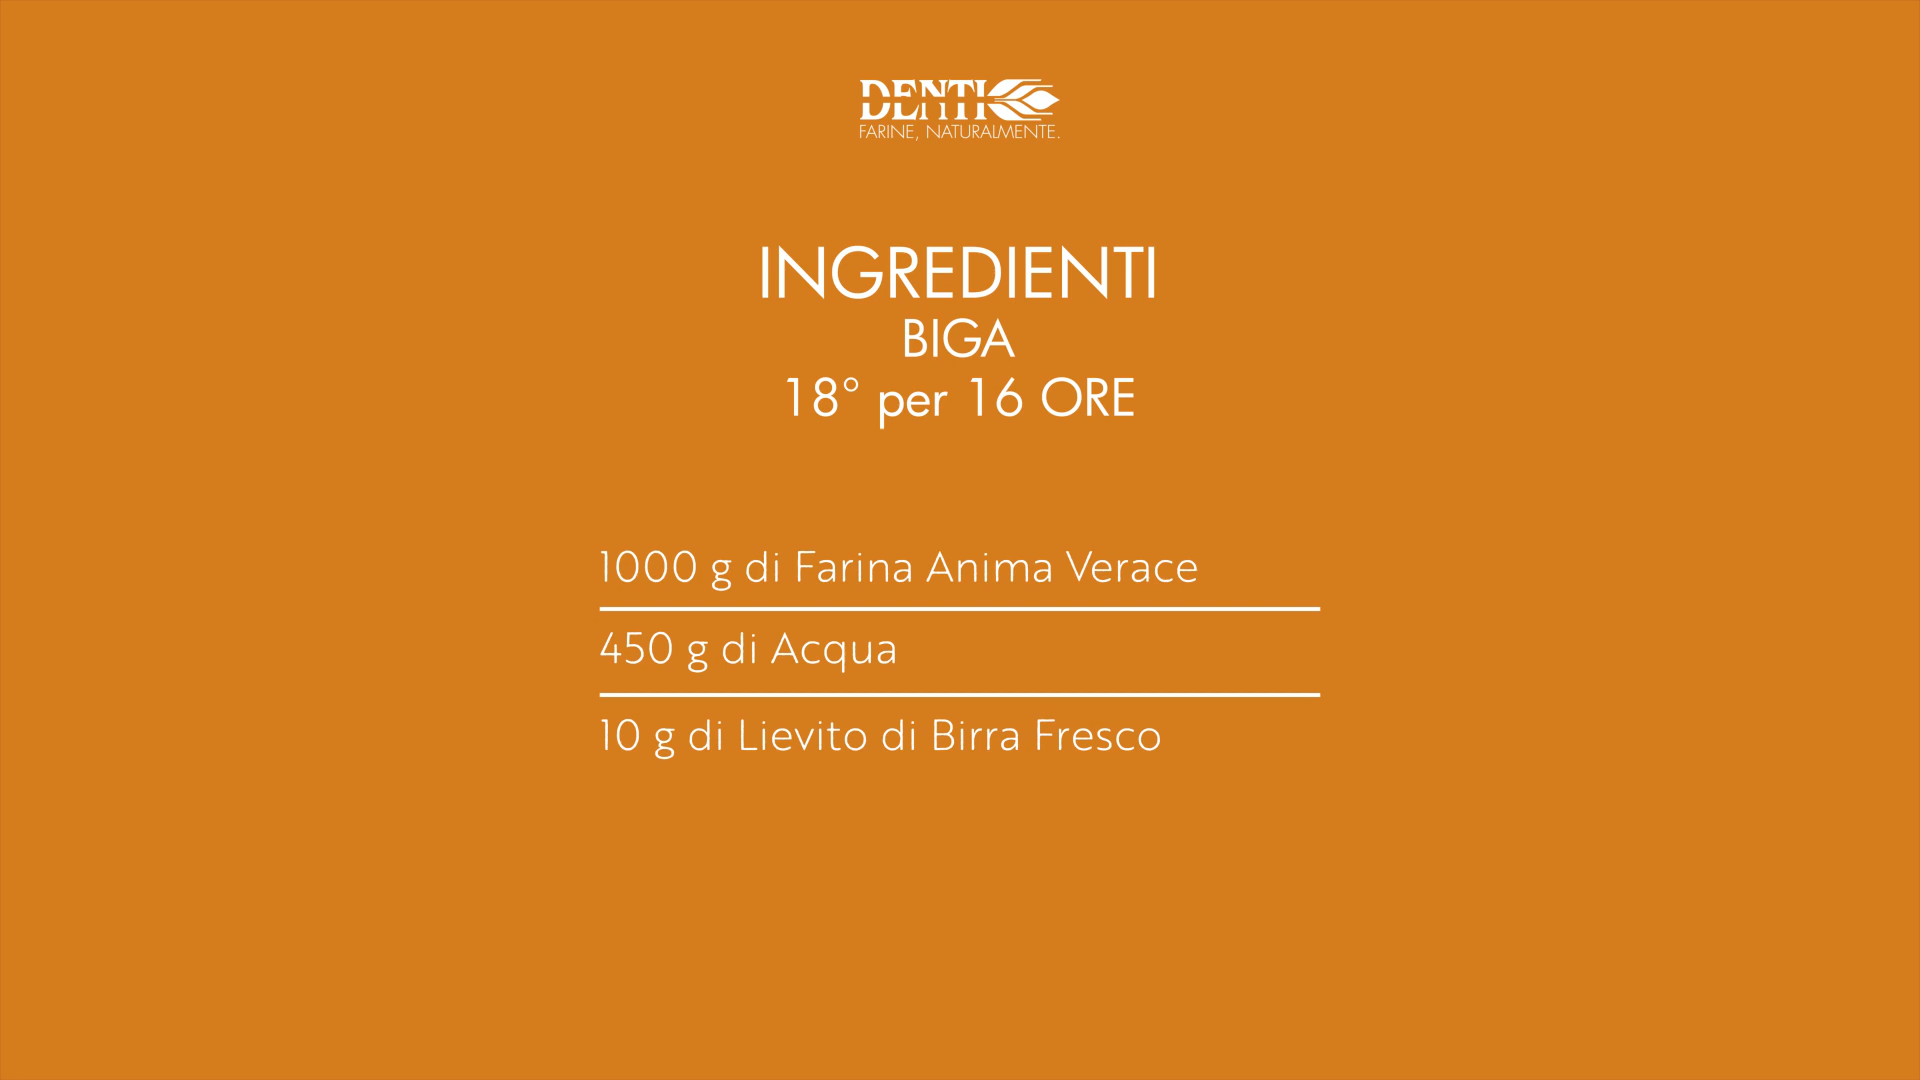 DENTI
FARINE, NATURALMENTE.
INGREDIENTI
BIGA
18° per 16 ORE
1000 g di Farina Anima Verace
450 g di Acqua
10 g di Lievito di Birra Fresco